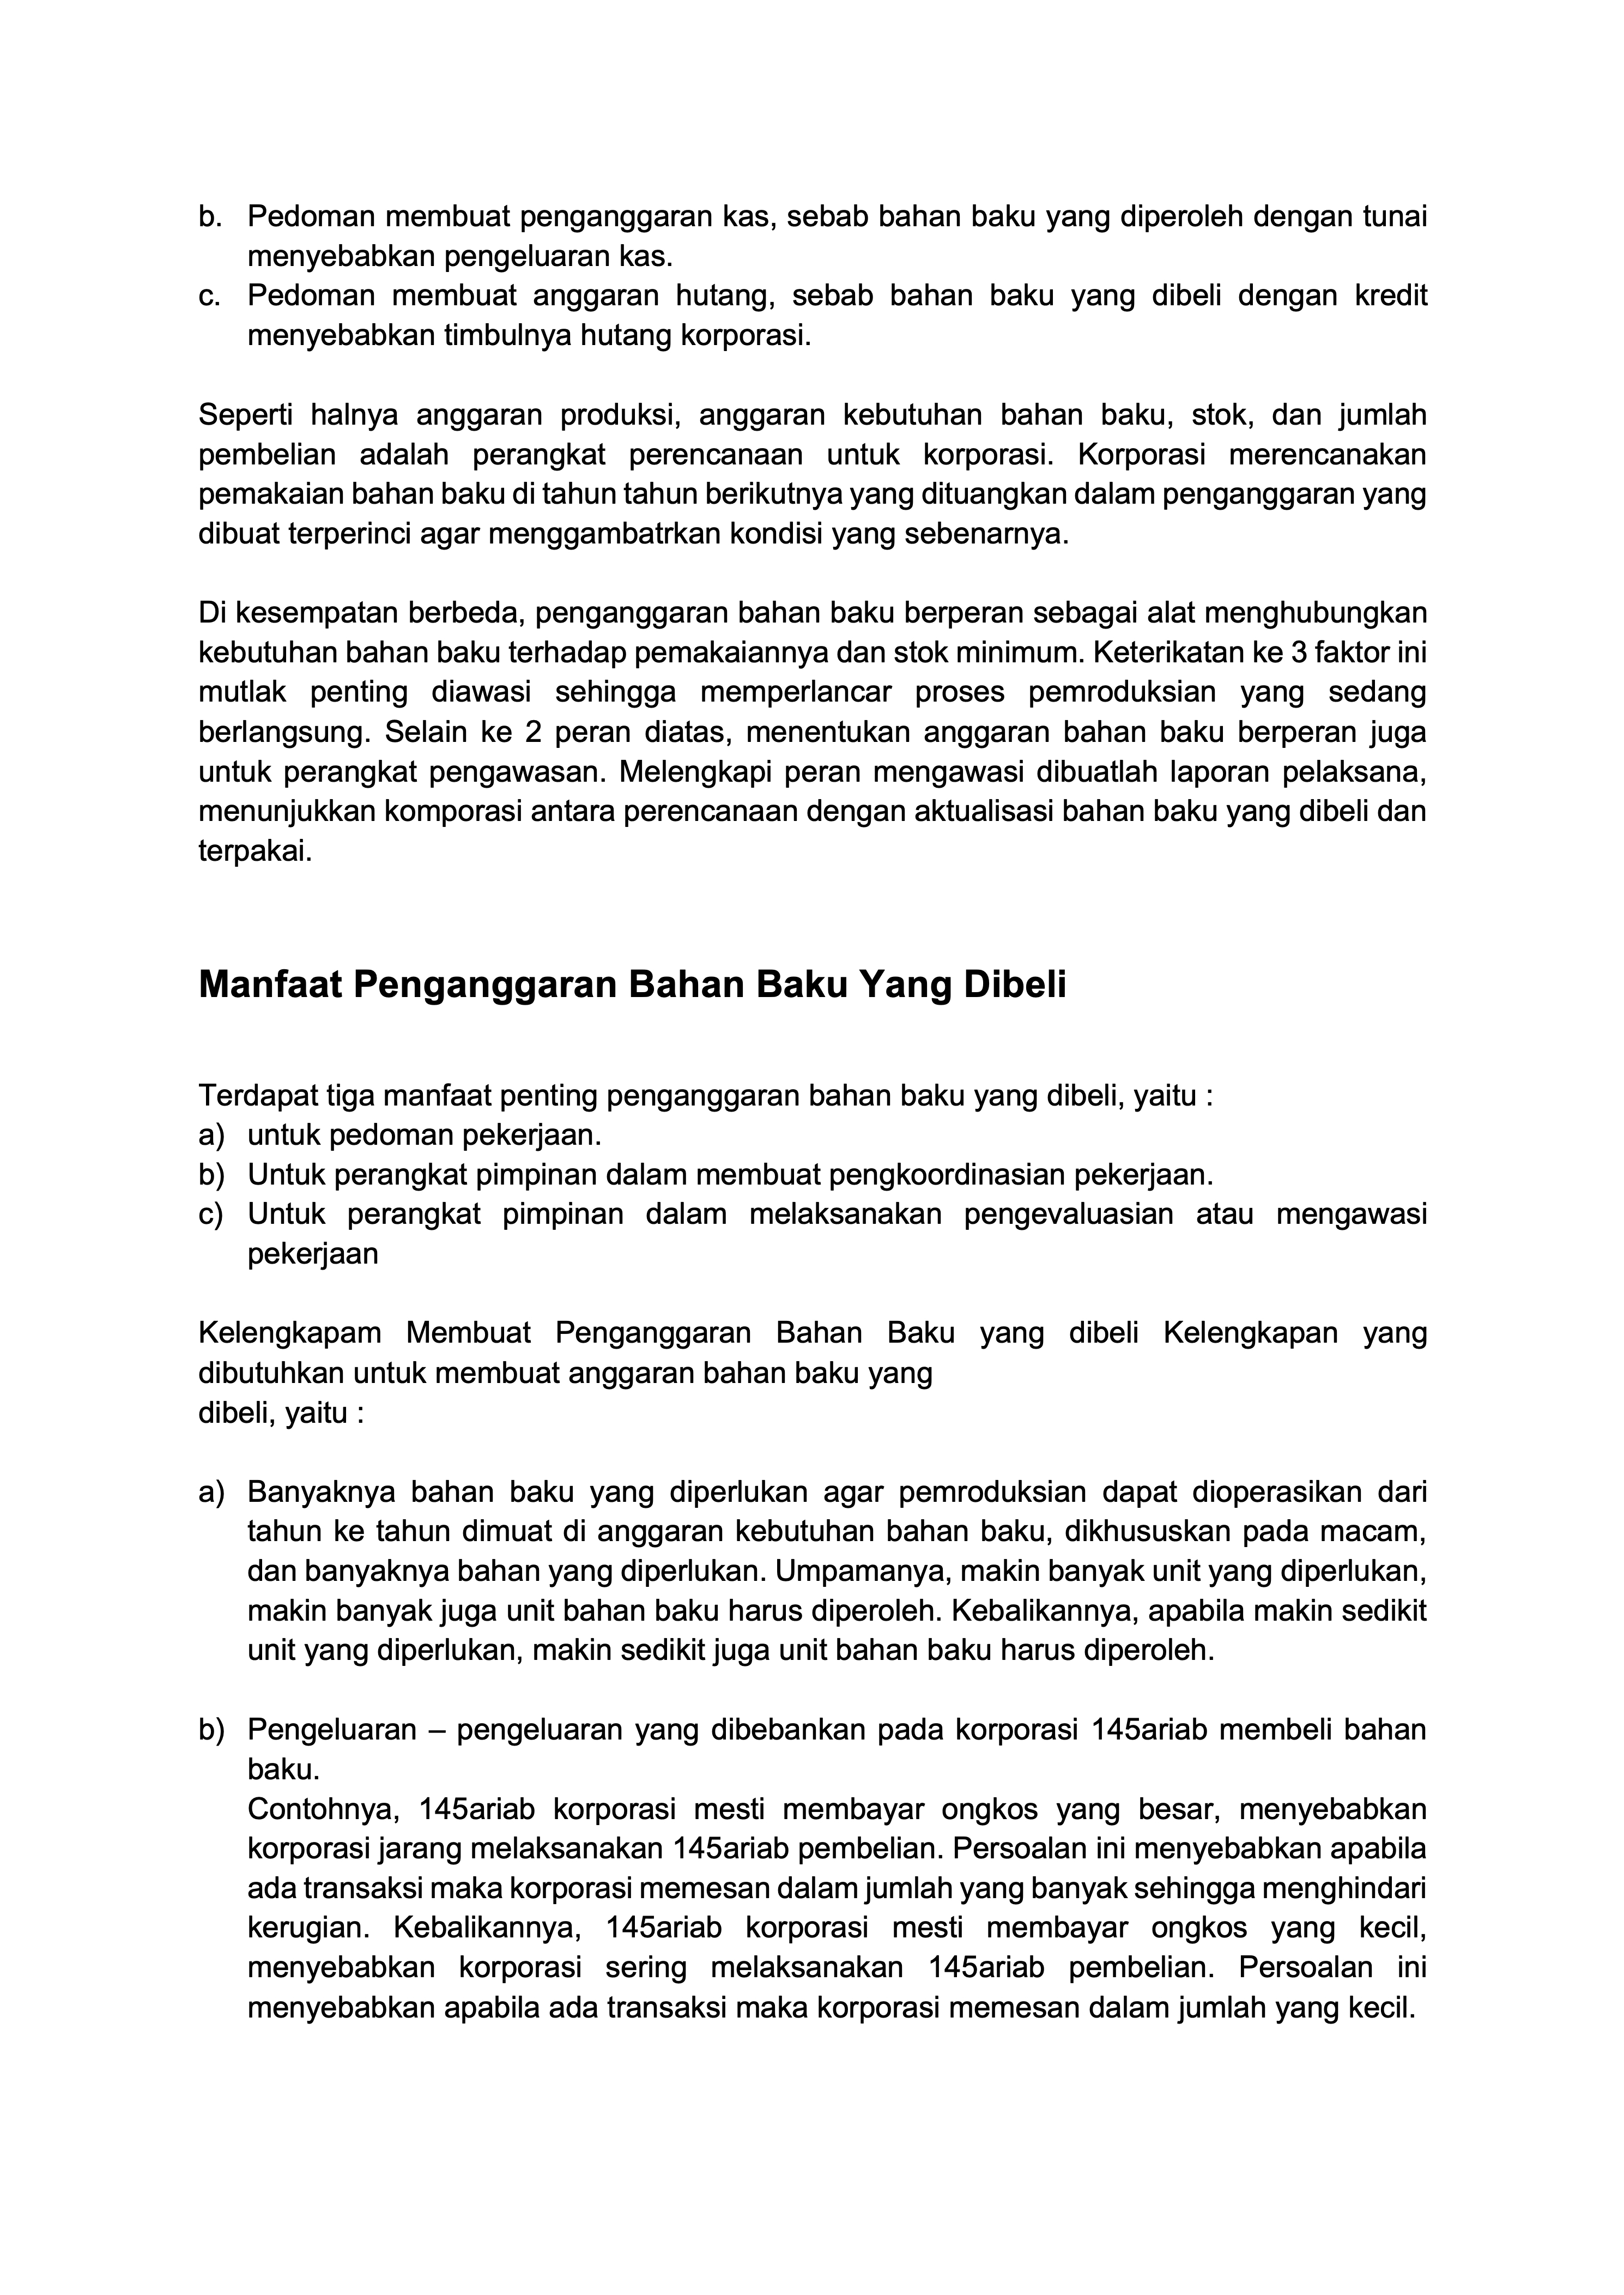 b. Pedoman membuat penganggaran kas, sebab bahan baku yang diperoleh dengan tunai
menyebabkan pengeluaran kas.
c. Pedoman membuat anggaran hutang, sebab bahan baku yang dibeli dengan kredit
menyebabkan timbulnya hutang korporasi.
Seperti halnya anggaran produksi, anggaran kebutuhan bahan baku, stok, dan jumlah
pembelian adalah perangkat perencanaan untuk korporasi. Korporasi merencanakan
pemakaian bahan baku di tahun tahun berikutnya yang dituangkan dalam penganggaran yang
dibuat terperinci agar menggambatrkan kondisi yang sebenarnya.
Di kesempatan berbeda, penganggaran bahan baku berperan sebagai alat menghubungkan
kebutuhan bahan baku terhadap pemakaiannya dan stok minimum. Keterikatan ke 3 faktor ini
mutlak penting diawasi sehingga memperlancar proses pemroduksian yang sedang
berlangsung. Selain ke 2 peran diatas, menentukan anggaran bahan baku berperan juga
untuk perangkat pengawasan. Melengkapi peran mengawasi dibuatlah laporan pelaksana,
menunjukkan komporasi antara perencanaan dengan aktualisasi bahan baku yang dibeli dan
terpakai.
Manfaat Penganggaran Bahan Baku Yang Dibeli
Terdapat tiga manfaat penting penganggaran bahan baku yang dibeli, yaitu :
a) untuk pedoman pekerjaan.
b) Untuk perangkat pimpinan dalam membuat pengkoordinasian pekerjaan.
c) Untuk perangkat pimpinan dalam melaksanakan pengevaluasian atau mengawasi
pekerjaan
Kelengkapam Membuat Penganggaran Bahan Baku yang dibeli Kelengkapan yang
dibutuhkan untuk membuat anggaran bahan baku yang
dibeli, yaitu :
a) Banyaknya bahan baku yang diperlukan agar pemroduksian dapat dioperasikan dari
tahun ke tahun dimuat di anggaran kebutuhan bahan baku, dikhususkan pada macam,
dan banyaknya bahan yang diperlukan. Umpamanya, makin banyak unit yang diperlukan,
makin banyak juga unit bahan baku harus diperoleh. Kebalikannya, apabila makin sedikit
unit yang diperlukan, makin sedikit juga unit bahan baku harus diperoleh.
b) Pengeluaran – pengeluaran yang dibebankan pada korporasi 145ariab membeli bahan
baku.
Contohnya, 145ariab korporasi mesti membayar ongkos yang besar, menyebabkan
korporasi jarang melaksanakan 145ariab pembelian. Persoalan ini menyebabkan apabila
ada transaksi maka korporasi memesan dalam jumlah yang banyak sehingga menghindari
kerugian. Kebalikannya, 145ariab korporasi mesti membayar ongkos yang kecil,
menyebabkan korporasi sering melaksanakan 145ariab pembelian. Persoalan ini
menyebabkan apabila ada transaksi maka korporasi memesan dalam jumlah yang kecil.